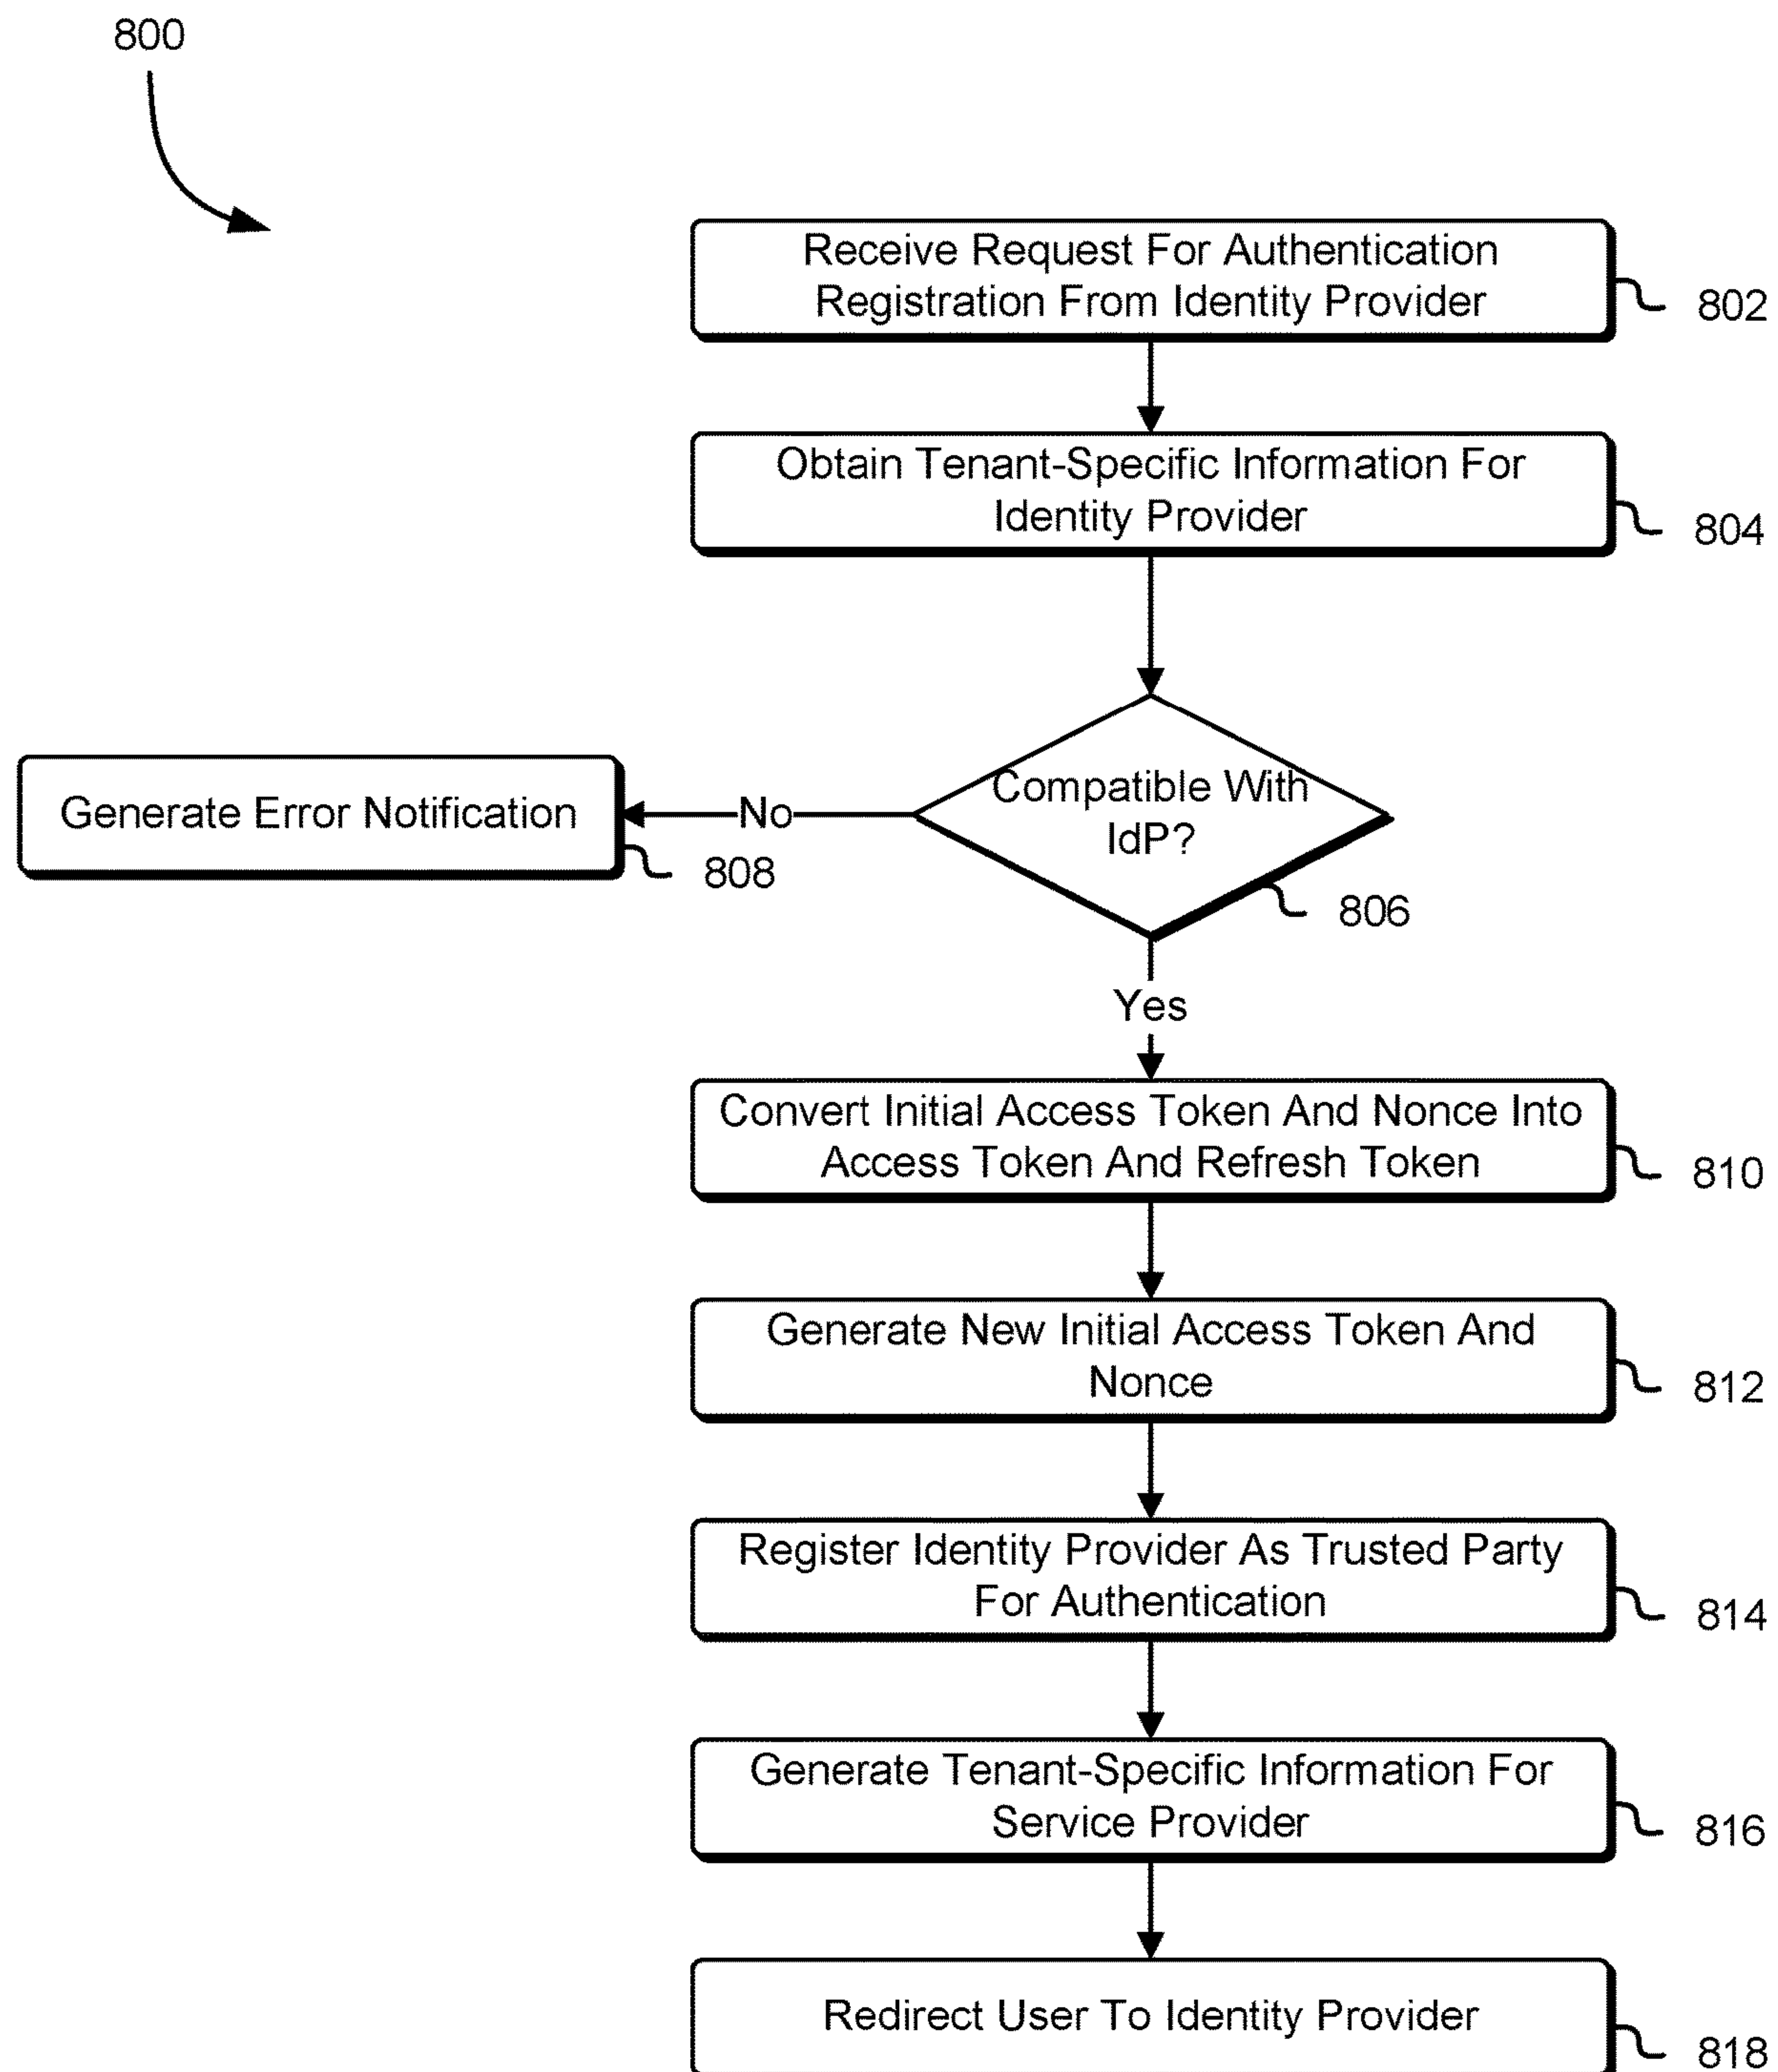 800
Receive Request For Authentication
Registration From Identity Provider
802
Obtain Tenant-Specific Information For
Identity Provider
804
Compatible With
IdP?
806
No
Generate Error Notification
808
Yes
Convert Initial Access Token And Nonce Into
Access Token And Refresh Token
810
Generate New Initial Access Token And
Nonce
812
Register Identity Provider As Trusted Party
For Authentication
814
Generate Tenant-Specific Information For
Service Provider
816
Redirect User To Identity Provider
818